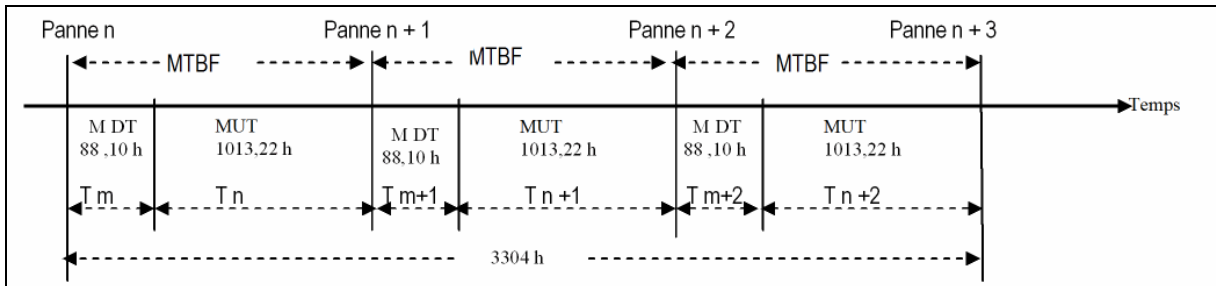 Panne n Panne n + 1 Panne n + 2 Panne n + 3
MTBF MTBF MTBF
Temps
M DT MUT M DT MUT M DT MUT
88 ,10 h 1013,22 h 88,10 h 1013,22 h 88 ,10 h 1013,22 h
T m T n T m+1 T n +1 T m+2 T n +2
3304 h